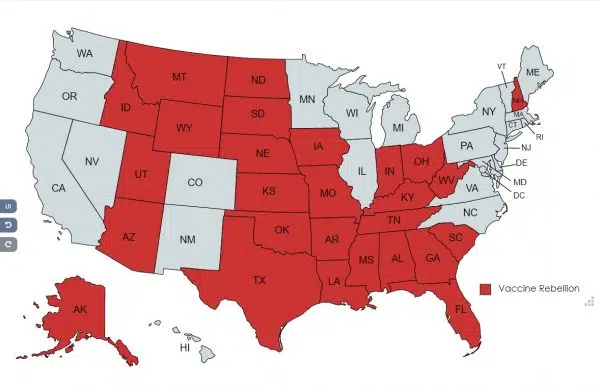 WA
MT
ND
MN
VT
ME
OR
ID
SD
WI
MI
NY
NH
MA
CT
RI
WY
IA
PA
NJ
NE
NV
UT
CO
IL
IN
OH
DE
MD
DC
WV
VA
CA
KS
MO
KY
NC
AZ
NM
OK
AR
TN
SC
MS
AL
GA
TX
LA
FL
AK
HI
Vaccine Rebellion